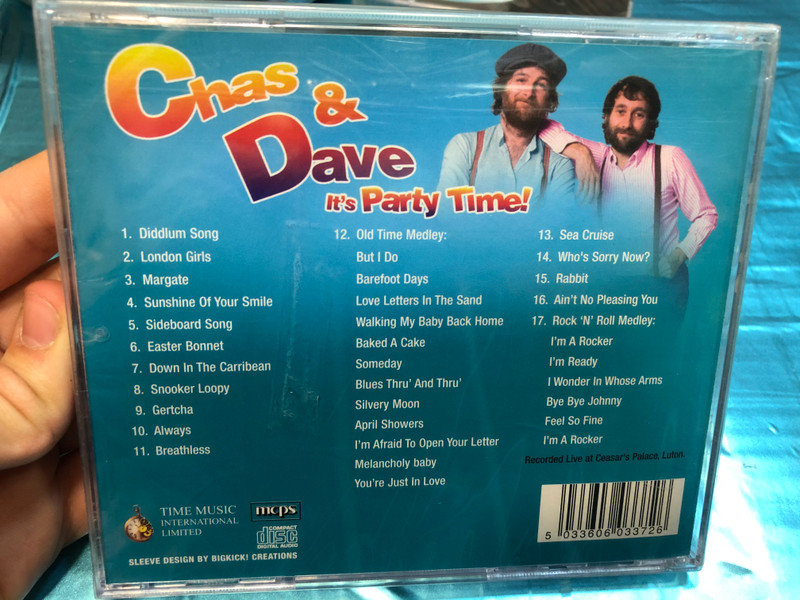 Chas &
Dave
It's Party Time!
1. Diddlum Song
2. London Girls
3. Margate
4. Sunshine Of Your Smile
5. Sideboard Song
6. Easter Bonnet
7. Down In The Carribean
8. Snooker Loopy
9. Gertcha
10. Always
11. Breathless
12. Old Time Medley:
But I Do
Barefoot Days
Love Letters In The Sand
Walking My Baby Back Home
Baked A Cake
Someday
Blues Thru' And Thru'
Silvery Moon
April Showers
I'm Afraid To Open Your Letter
Melancholy baby
You're Just In Love
13. Sea Cruise
14. Who's Sorry Now?
15. Rabbit
16. Ain't No Pleasing You
17. Rock 'N' Roll Medley:
I'm A Rocker
I'm Ready
I Wonder In Whose Arms
Bye Bye Johnny
Feel So Fine
I'm A Rocker
Recorded Live at Ceasar's Palace, Luton.
TIME MUSIC
INTERNATIONAL
LIMITED
mcps
COMPACT
disc
DIGITAL AUDIO
SLEEVE DESIGN BY BIGKICK! CREATIONS
5 033606 033726